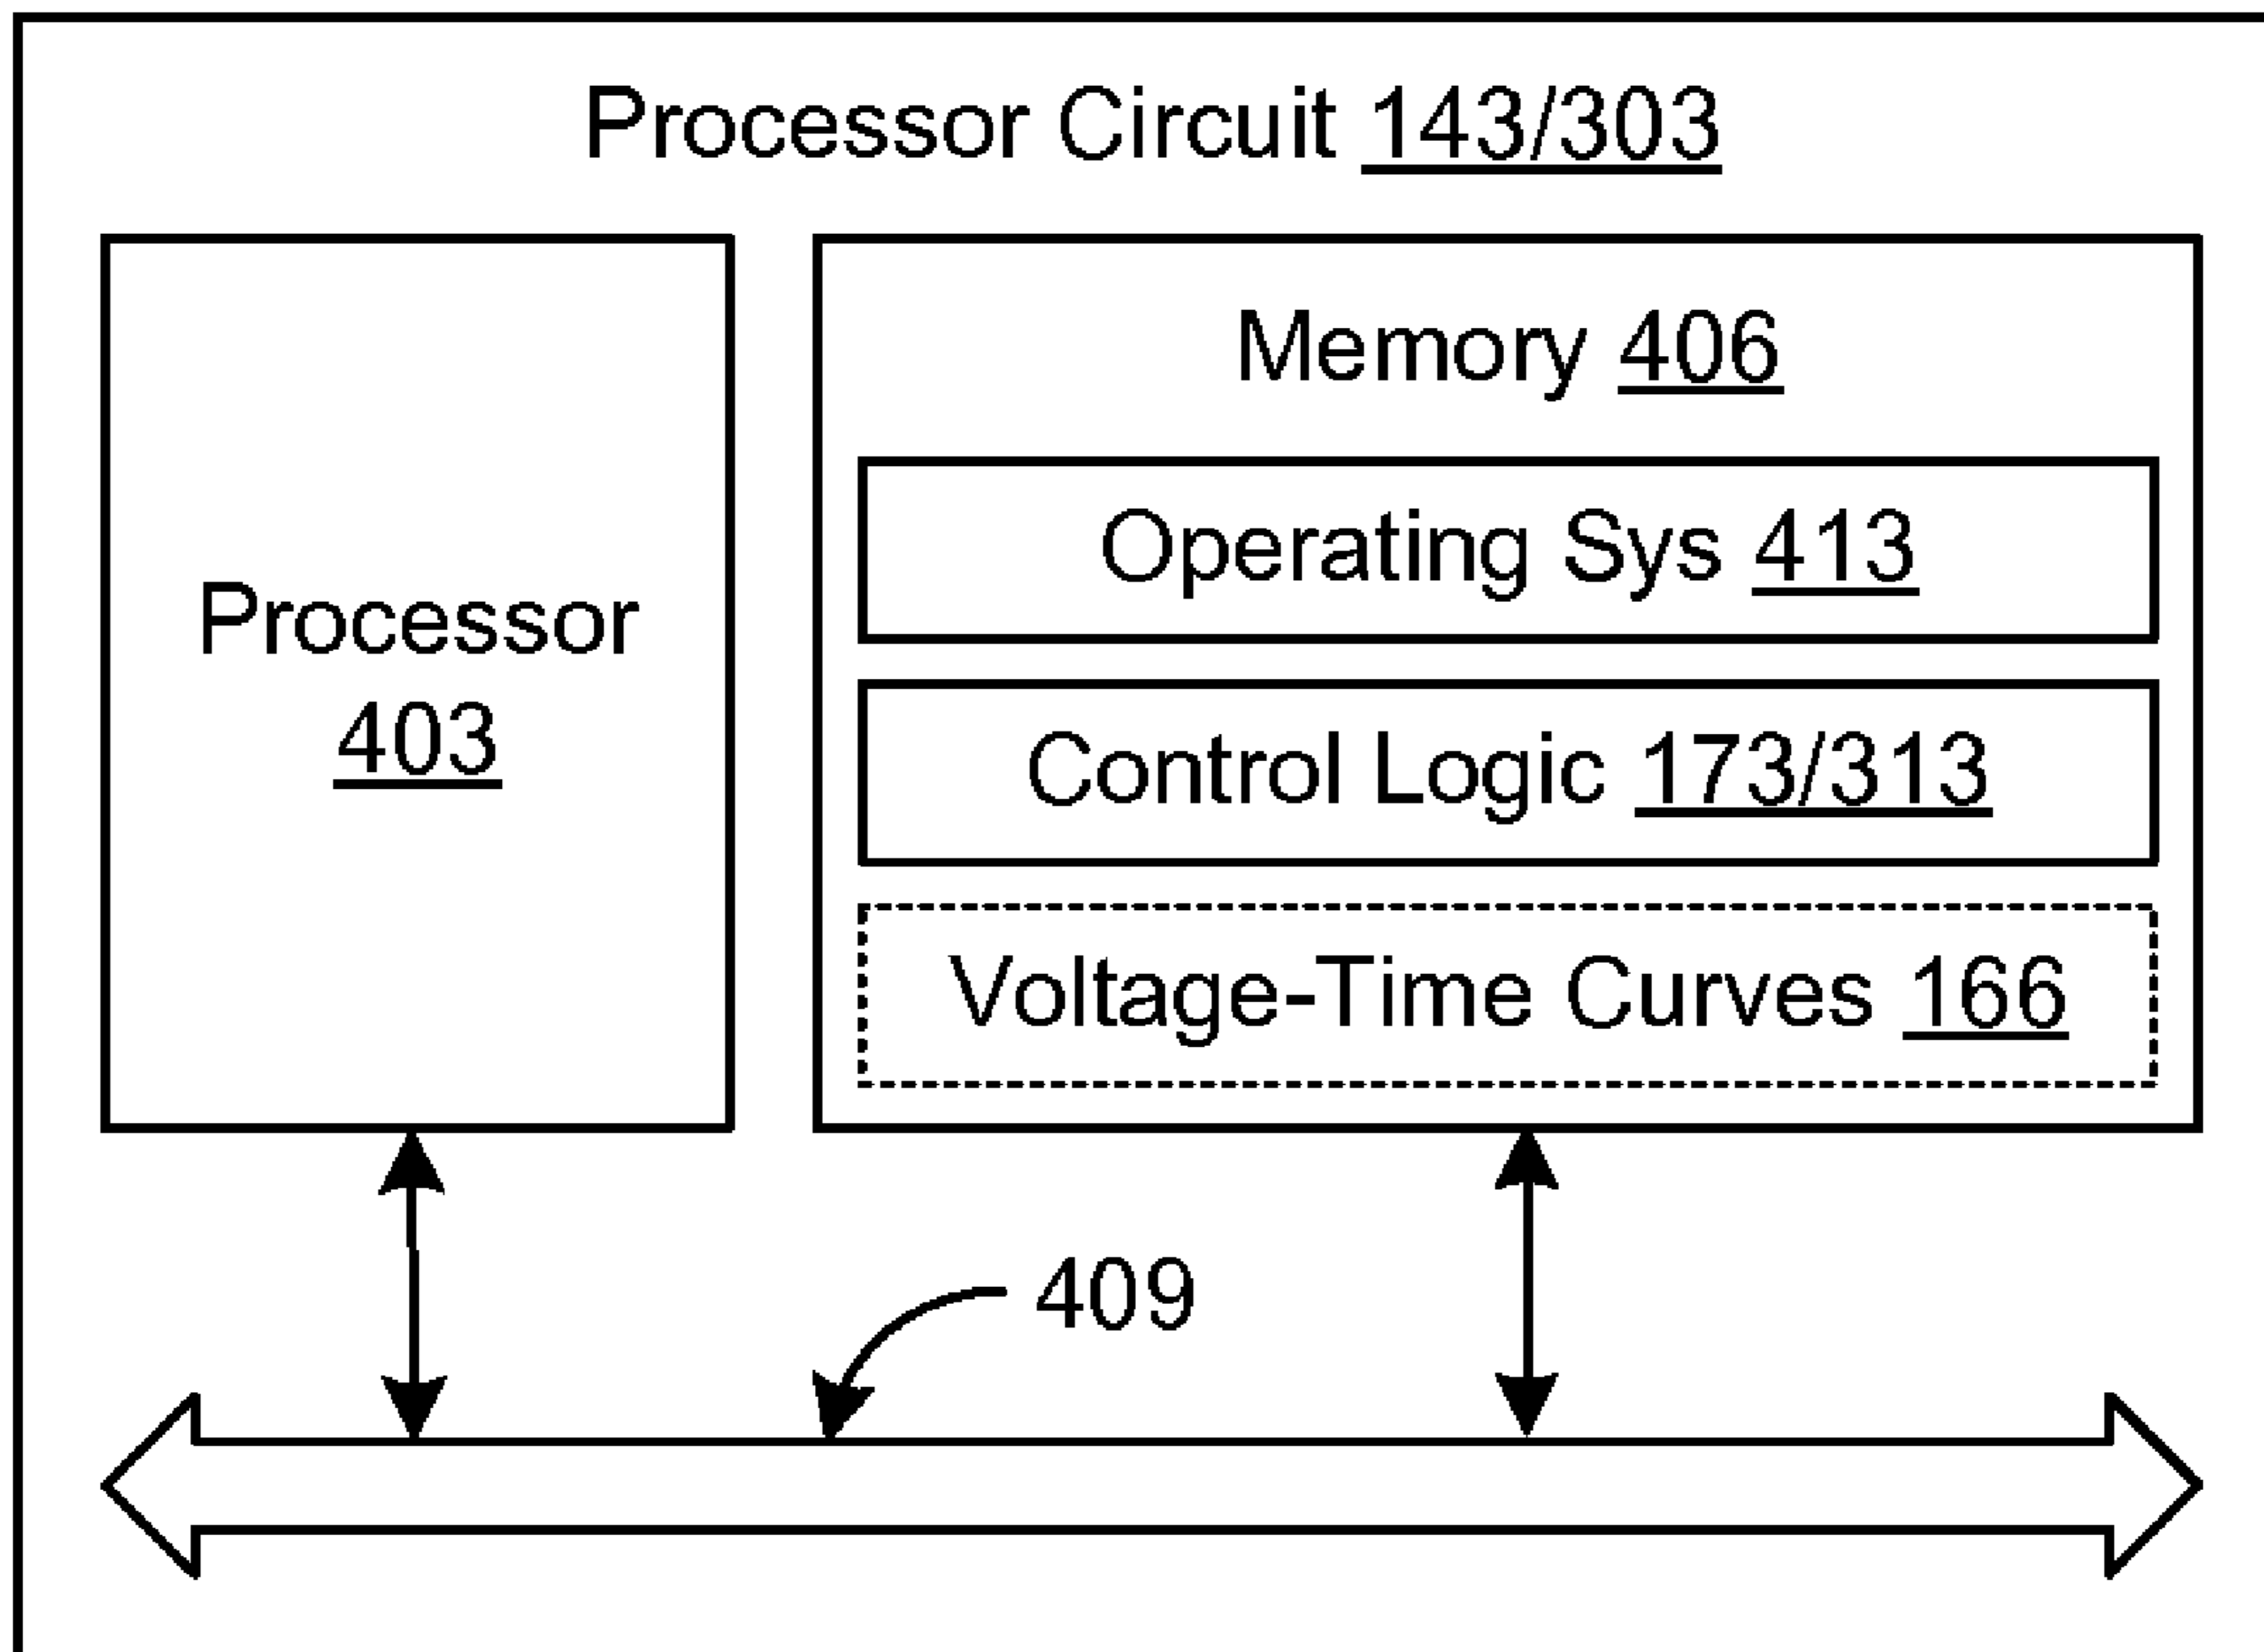 Processor Circuit 143/303
Processor
403
Memory 406
Operating Sys 413
Control Logic 173/313
Voltage-Time Curves 166
409